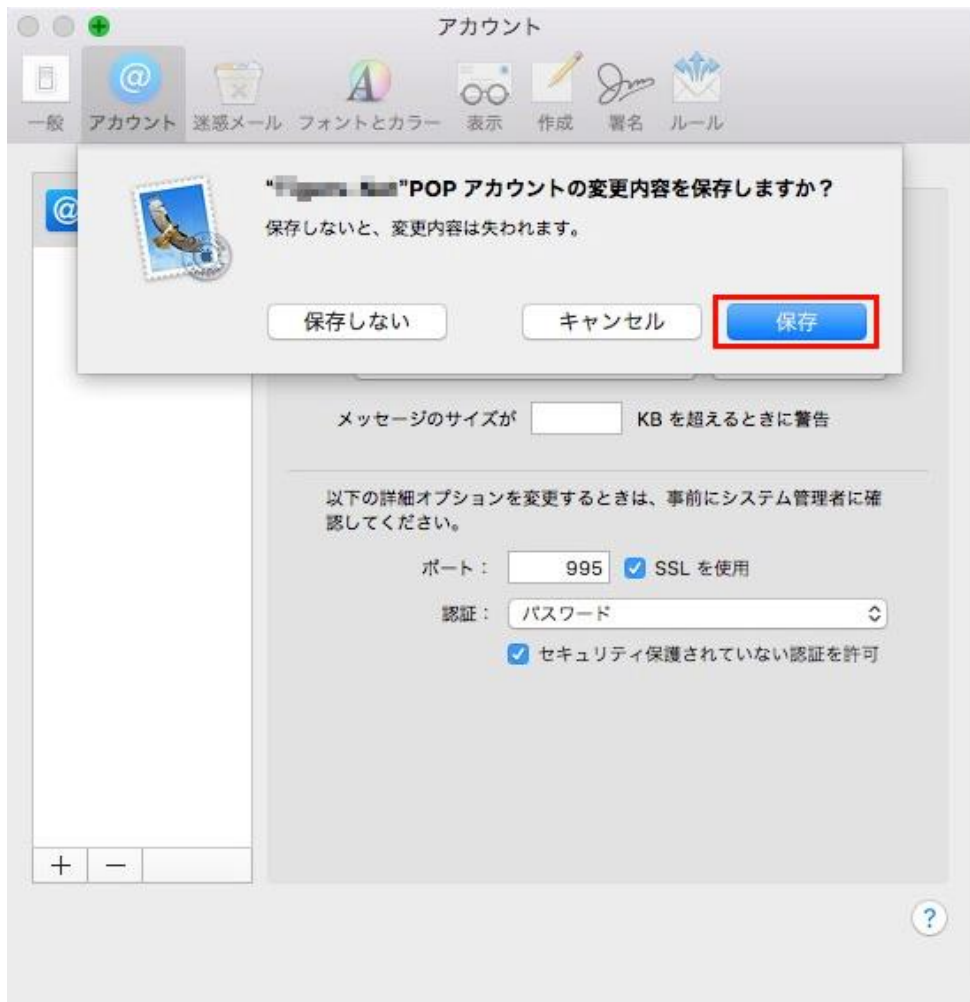 アカウント
一般 アカウント 迷惑メール フォントとカラー 表示 作成 署名 ルール
"POP アカウントの変更内容を保存しますか？
保存しないと、変更内容は失われます。
保存しない キャンセル 保存
メッセージのサイズが KB を超えるときに警告
以下の詳細オプションを変更するときは、事前にシステム管理者に確
認してください。
ポート： 995 SSL を使用
認証： パスワード
セキュリティ保護されていない認証を許可